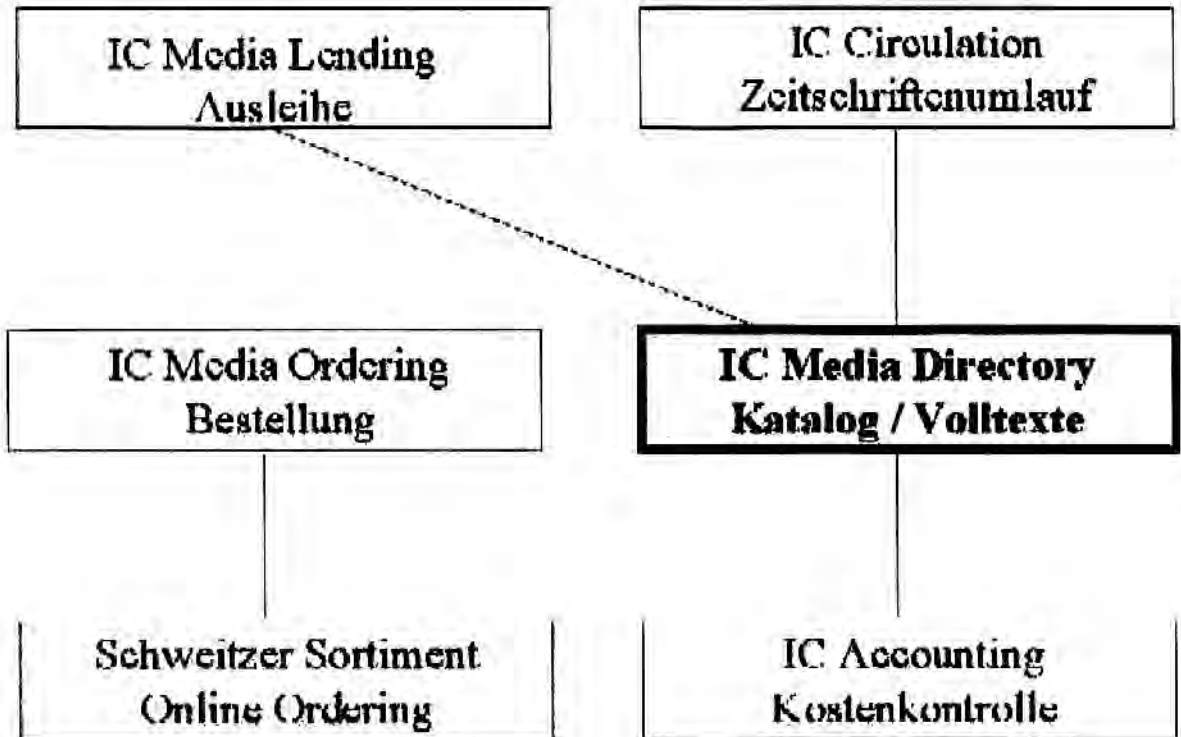 IC Media Lending
Ausleihe
IC Circulation
Zeitschriftenumlauf
IC Media Ordering
Bestellung
IC Media Directory
Katalog / Volltexte
Schweitzer Sortiment
Online Ordering
IC Accounting
Kostenkontrolle